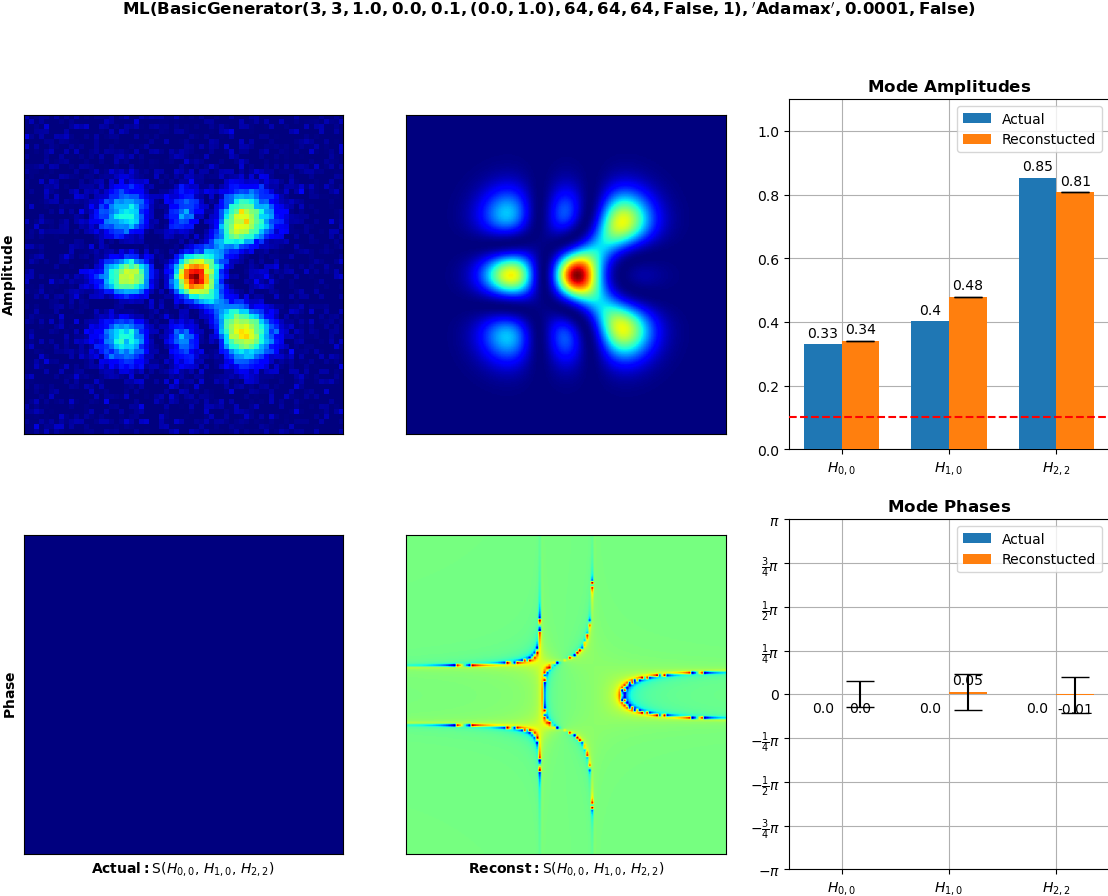 ML(BasicGenerator(3, 3, 1.0, 0.0, 0.1, (0.0, 1.0), 64, 64, 64, False, 1), ′Adamax′, 0.0001, False)
Amplitude
Mode Amplitudes
Actual
Reconstucted
1.0
0.8
0.6
0.4
0.2
0.0
0.33
0.34
0.4
0.48
0.85
0.81
H₀,₀
H₁,₀
H₂,₂
Phase
Actual: S(H₀,₀, H₁,₀, H₂,₂)
Reconst: S(H₀,₀, H₁,₀, H₂,₂)
Mode Phases
Actual
Reconstucted
π
3/4π
1/2π
1/4π
0
−1/4π
−1/2π
−3/4π
−π
0.0
0.0
0.0
0.05
0.0
-0.01
H₀,₀
H₁,₀
H₂,₂